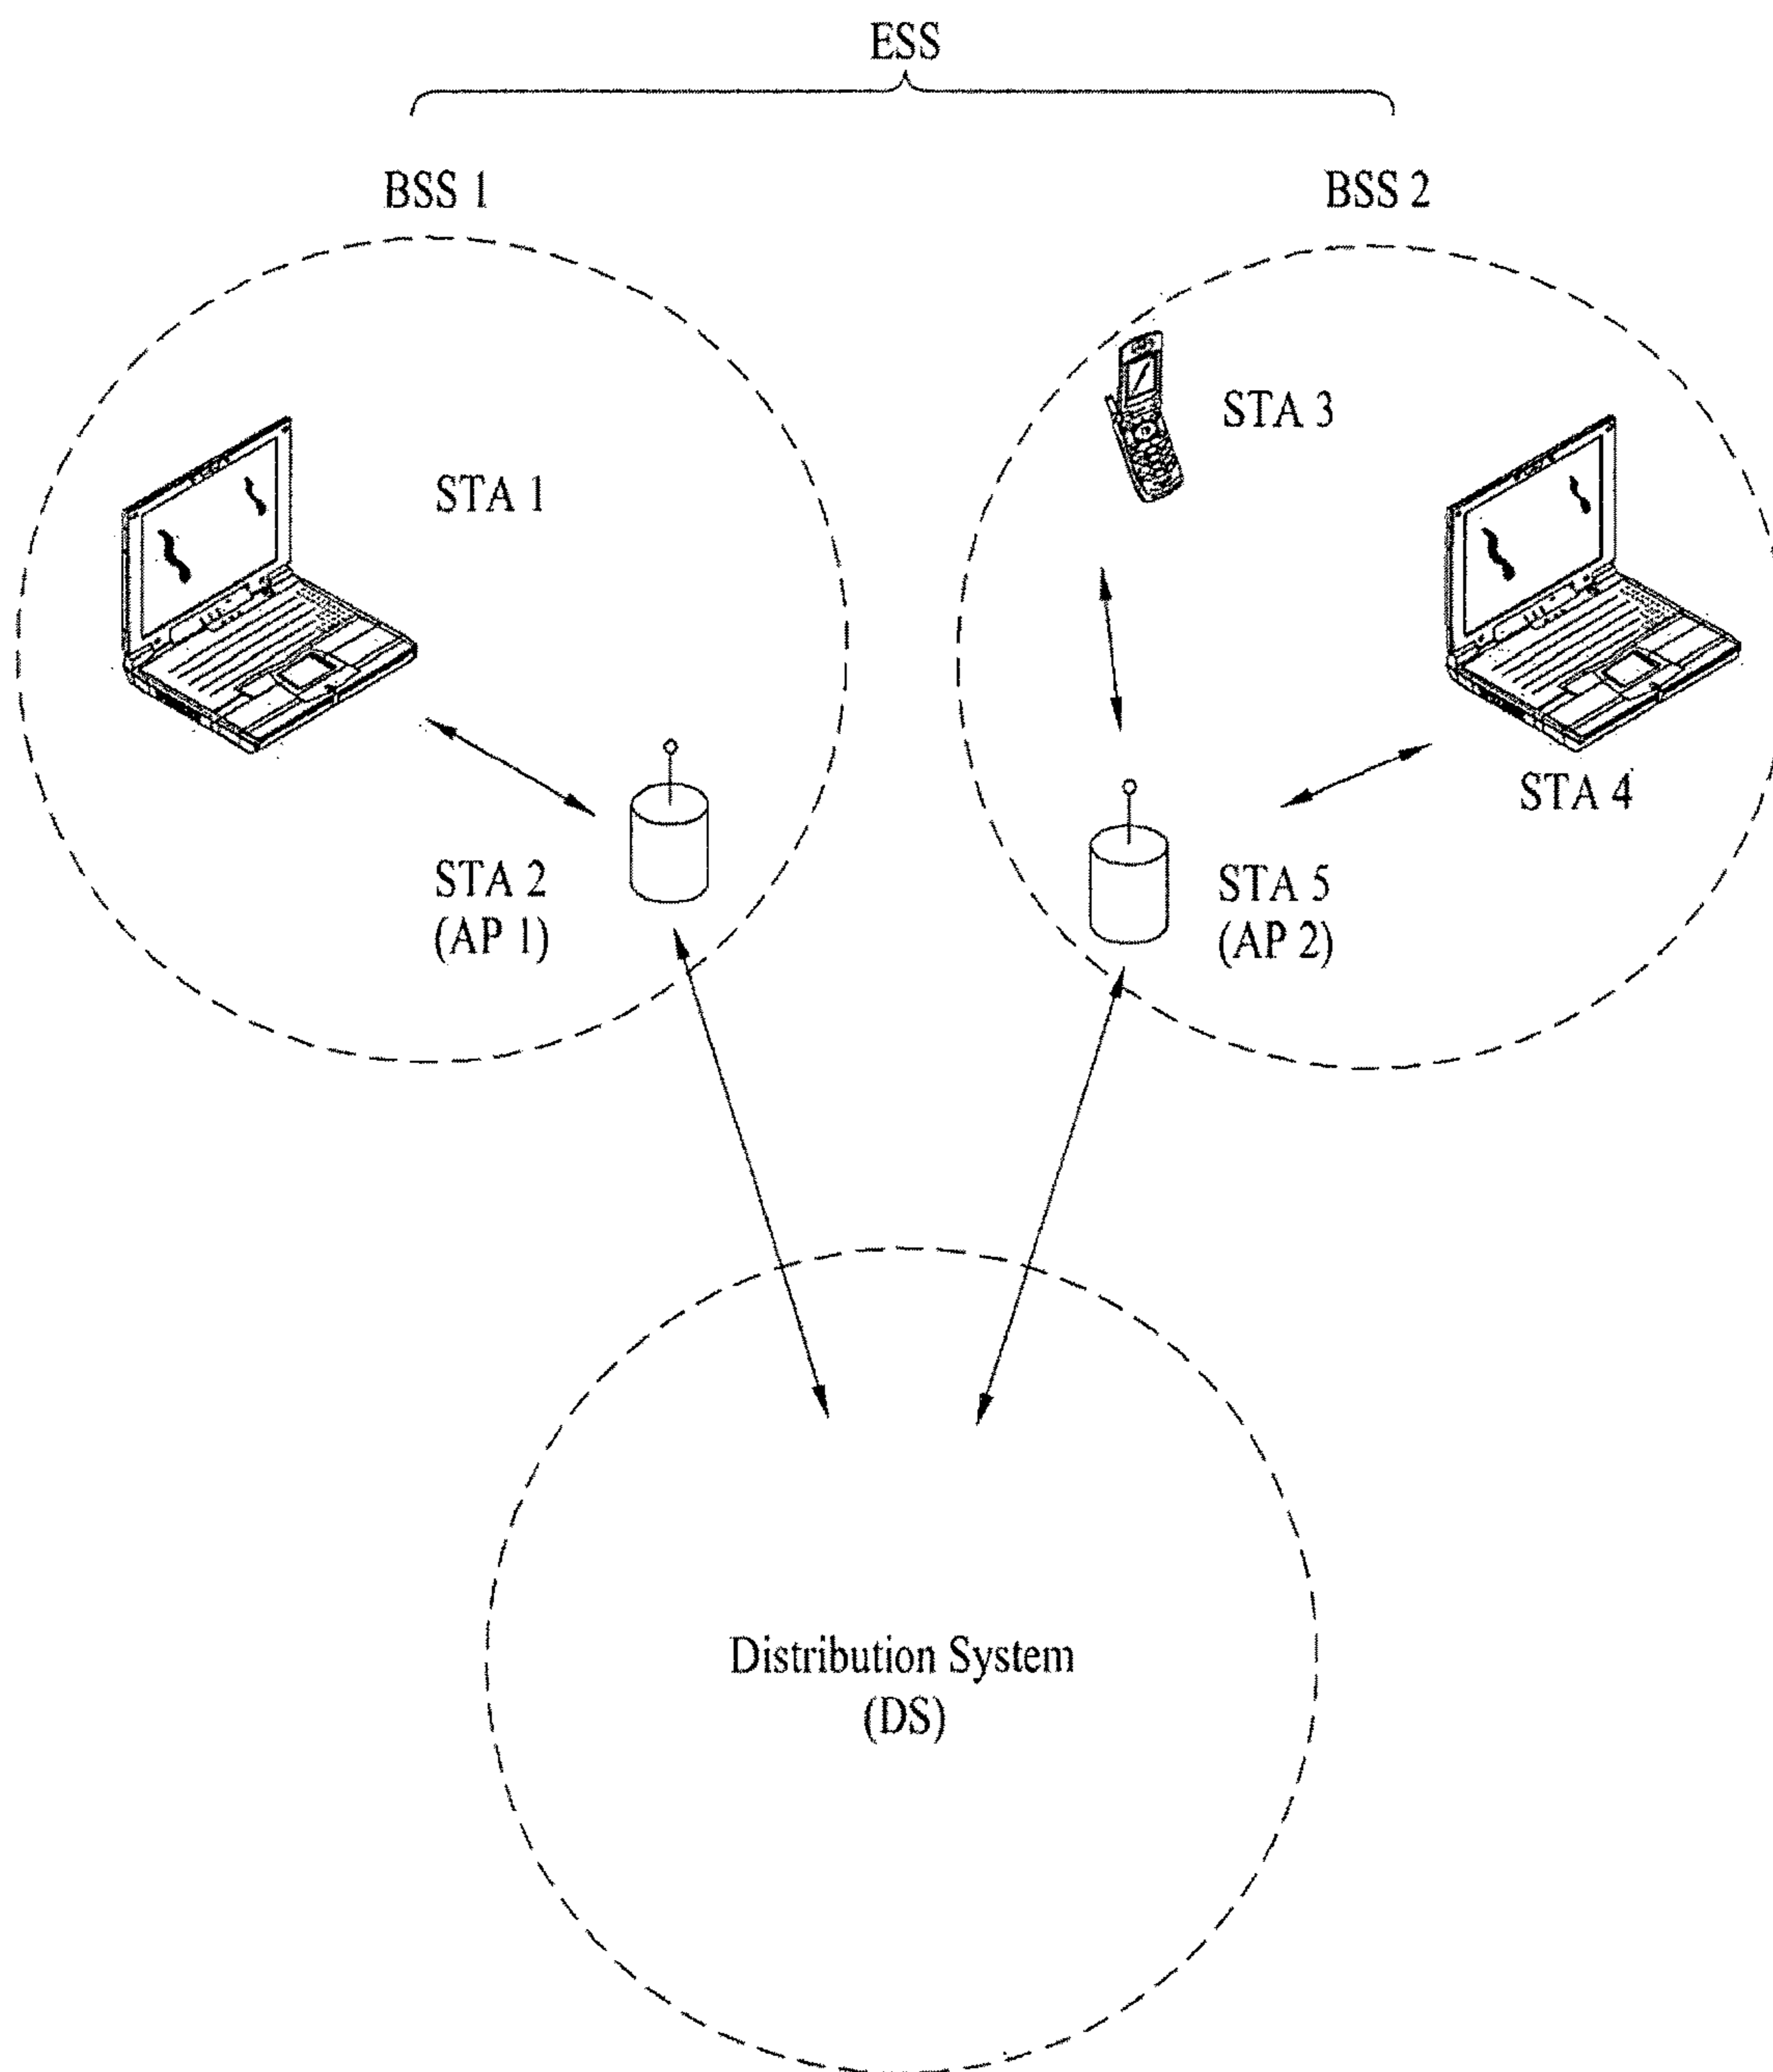 ESS
BSS 1
BSS 2
STA 1
STA 3
STA 4
STA 2
(AP 1)
STA 5
(AP 2)
Distribution System
(DS)